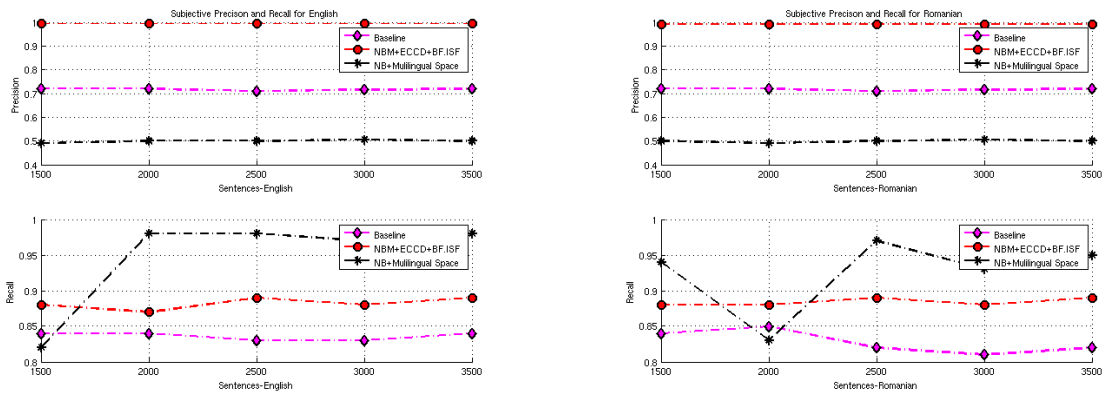 Subjective Precison and Recall for English
1
0.9
0.8
0.7
0.6
0.5
0.4
Precision
1500 2000 2500 3000 3500
Sentences-English
Baseline
NBM+ECCD+BF.ISF
NB+Mulilingual Space
1
0.95
0.9
0.85
0.8
Recall
1500 2000 2500 3000 3500
Sentences-English
Baseline
NBM+ECCD+BF.ISF
NB+Mulilingual Space
Subjective Precison and Recall for Romanian
1
0.9
0.8
0.7
0.6
0.5
0.4
Precision
1500 2000 2500 3000 3500
Sentences-Romanian
Baseline
NBM+ECCD+BF.ISF
NB+Mulilingual Space
1
0.95
0.9
0.85
0.8
Recall
1500 2000 2500 3000 3500
Sentences-Romanian
Baseline
NBM+ECCD+BF.ISF
NB+Mulilingual Space